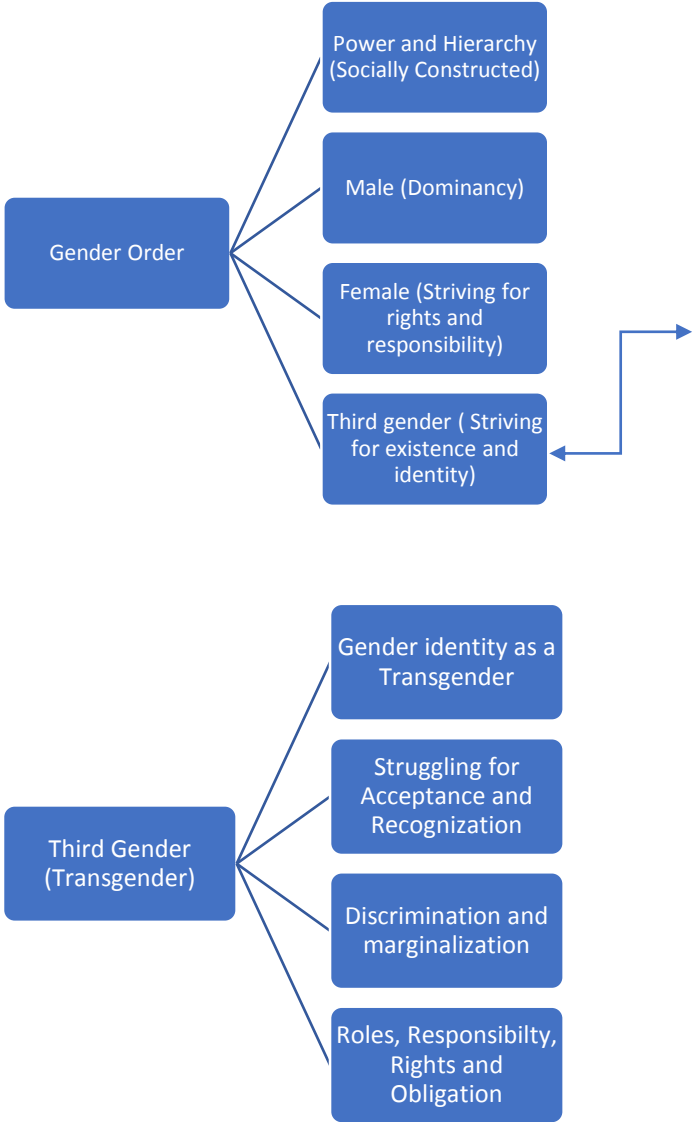 Power and Hierarchy
(Socially Constructed)
Male (Dominancy)
Gender Order
Female (Striving for
rights and
responsibility)
Third gender ( Striving
for existence and
identity)
Gender identity as a
Transgender
Struggling for
Acceptance and
Recognization
Third Gender
(Transgender)
Discrimination and
marginalization
Roles, Responsibilty,
Rights and
Obligation